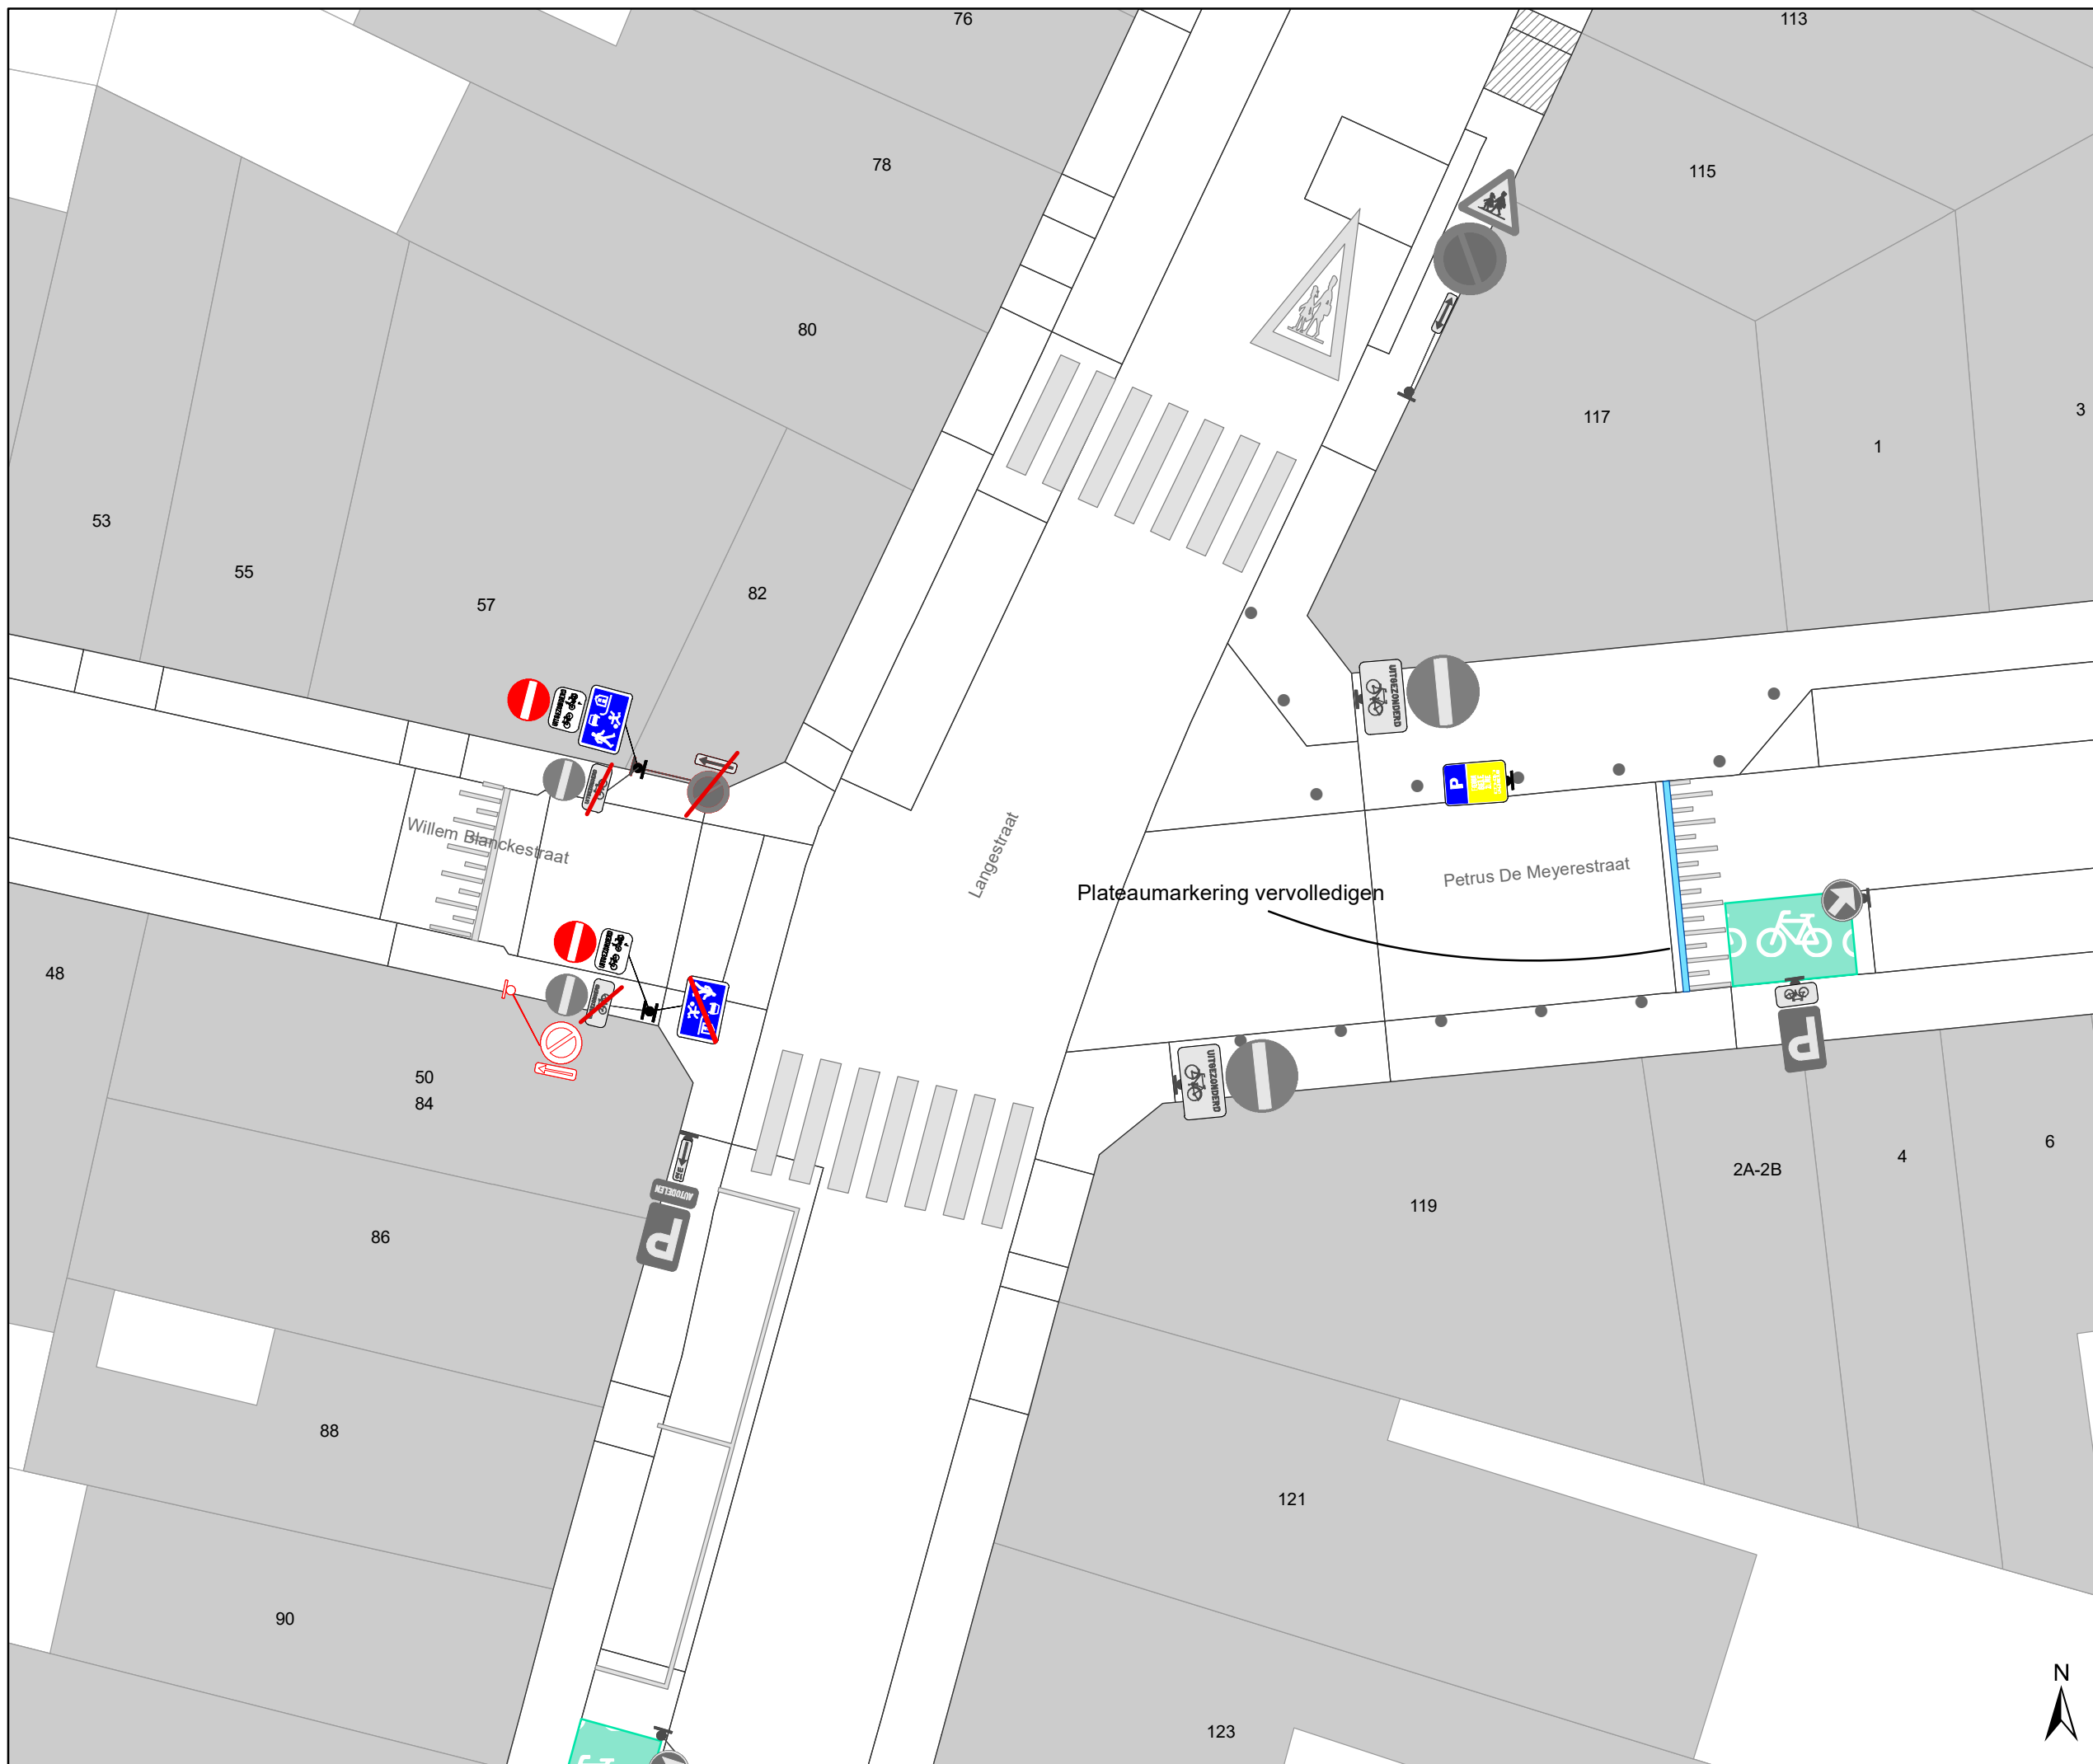 76
113
78
115
80
3
117
1
53
55
57
82
UITGEZONDERD
P
Willem Blanckestraat
Langestraat
Petrus De Meyerestraat
Plateaumarkering vervolledigen
48
P
50
84
UITGEZONDERD
AUTODELEN
P
86
119
2A-2B
4
6
88
121
90
123
N